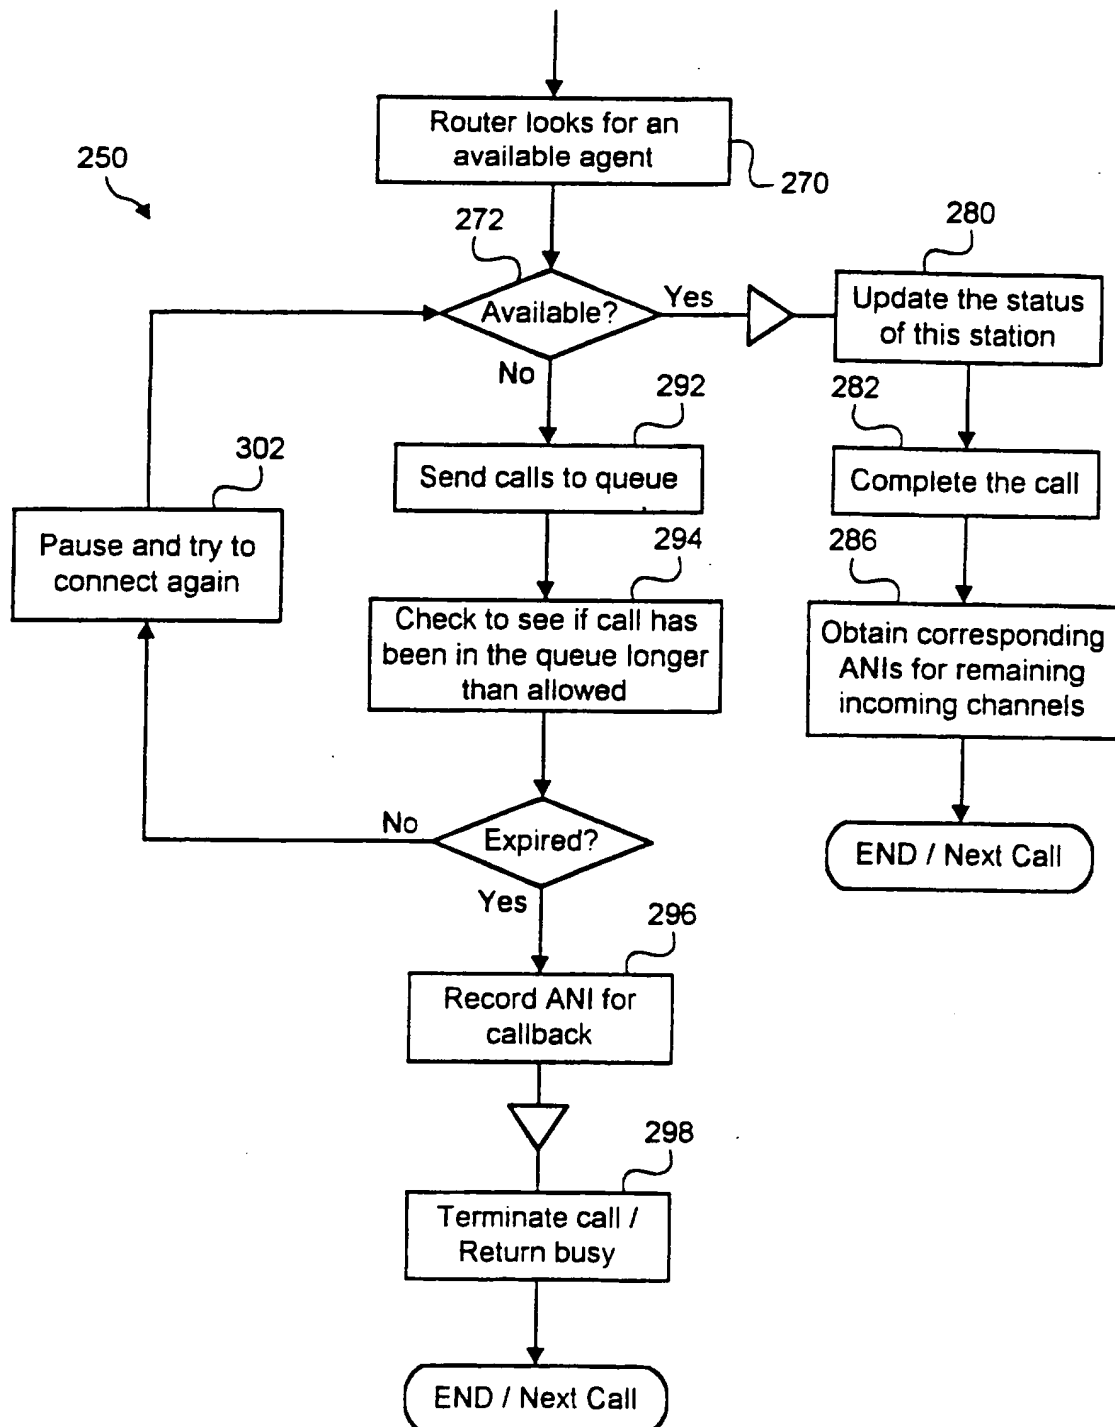 Router looks for an
available agent
270
250
272
Available?
Yes
No
280
Update the status
of this station
292
Send calls to queue
282
Complete the call
302
Pause and try to
connect again
294
Check to see if call has
been in the queue longer
than allowed
286
Obtain corresponding
ANIs for remaining
incoming channels
No
Expired?
Yes
END / Next Call
296
Record ANI for
callback
298
Terminate call /
Return busy
END / Next Call